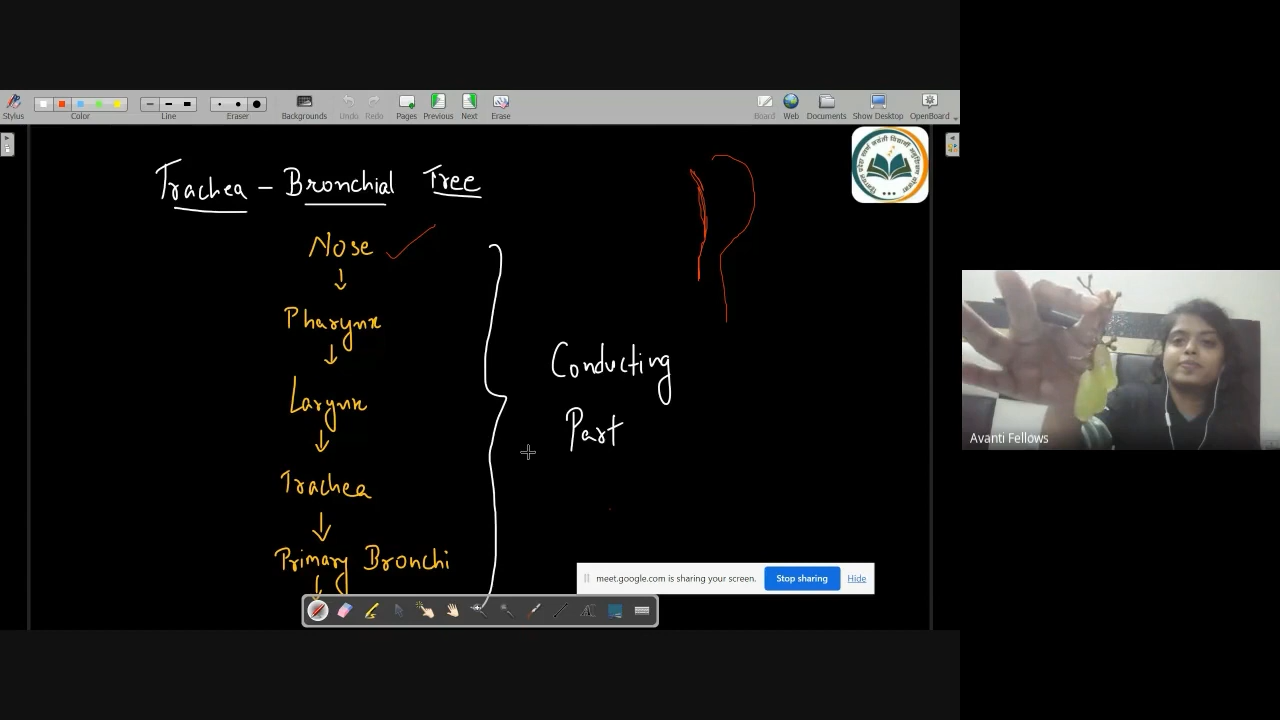 Stylus
Color
Line
Eraser
Backgrounds
Undo
Redo
Pages
Previous
Next
Erase
Board
Web
Documents
Show Desktop
OpenBoard
Trachea - Bronchial Tree
Nose
Pharynx
Larynx
Trachea
Primary Bronchi
Conducting
Part
meet.google.com is sharing your screen.
Stop sharing
Hide
Avanti Fellows